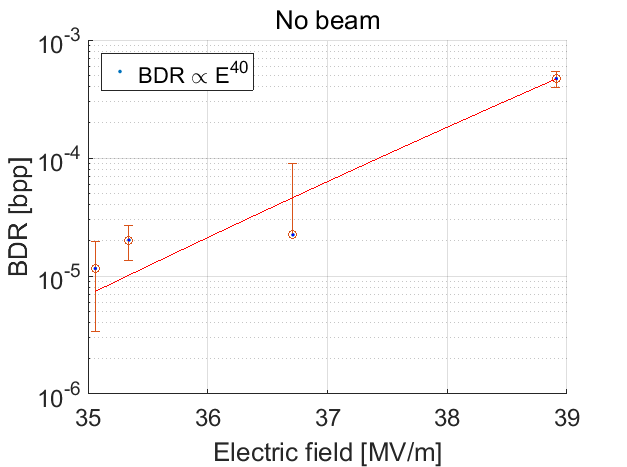 No beam
BDR ∝ E^40
10^-3
10^-4
10^-5
10^-6
BDR [bpp]
35 36 37 38 39
Electric field [MV/m]